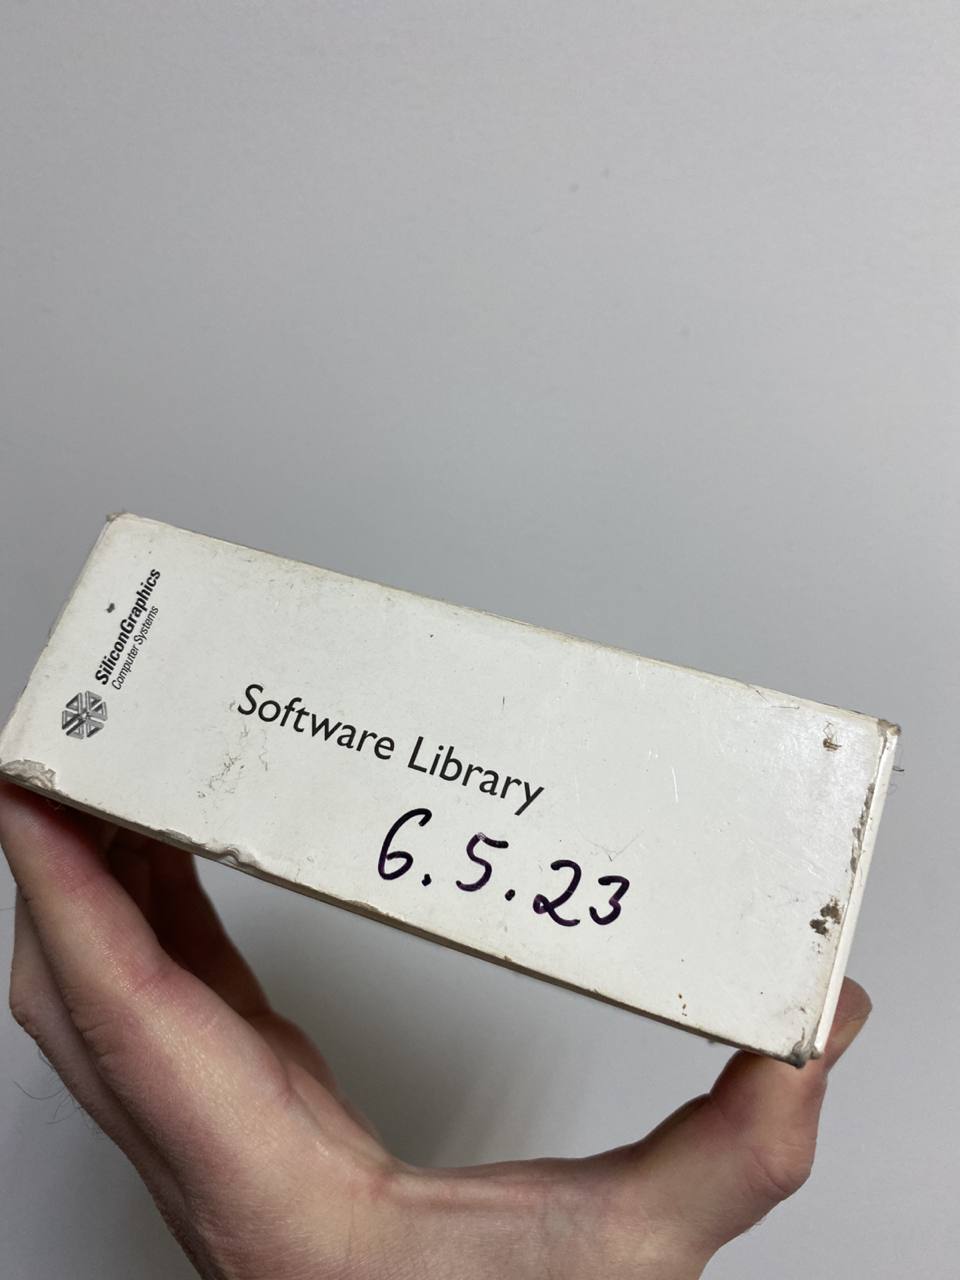 SiliconGraphics
Computer Systems
Software Library
6.5.23